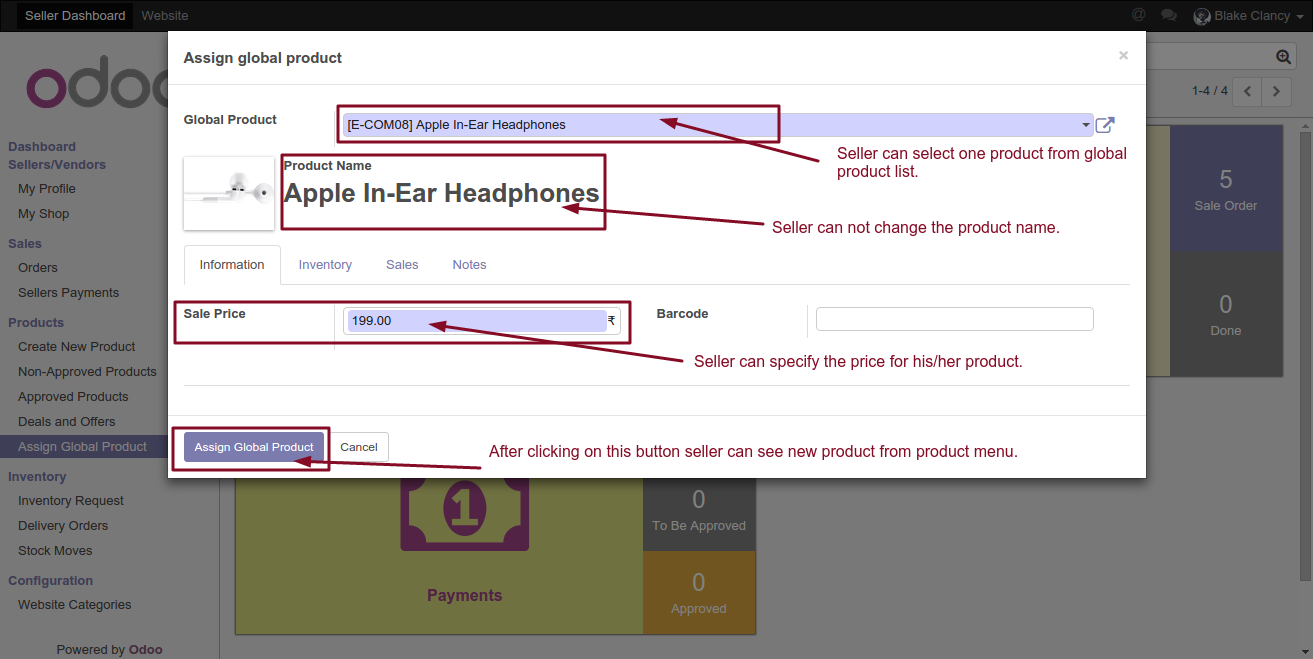 Seller Dashboard Website
@ Blake Clancy
odoo
1-4 / 4
Dashboard
Sellers/Vendors
My Profile
My Shop
Sales
Orders
Sellers Payments
Products
Create New Product
Non-Approved Products
Approved Products
Deals and Offers
Assign Global Product
Inventory
Inventory Request
Delivery Orders
Stock Moves
Configuration
Website Categories
Powered by Odoo
Assign global product
×
Global Product
[E-COM08] Apple In-Ear Headphones
Seller can select one product from global
product list.
Product Name
Apple In-Ear Headphones
Seller can not change the product name.
Information Inventory Sales Notes
Sale Price
199.00 ₹
Barcode
Seller can specify the price for his/her product.
Assign Global Product Cancel
After clicking on this button seller can see new product from product menu.
5
Sale Order
0
Done
1
Payments
0
To Be Approved
0
Approved